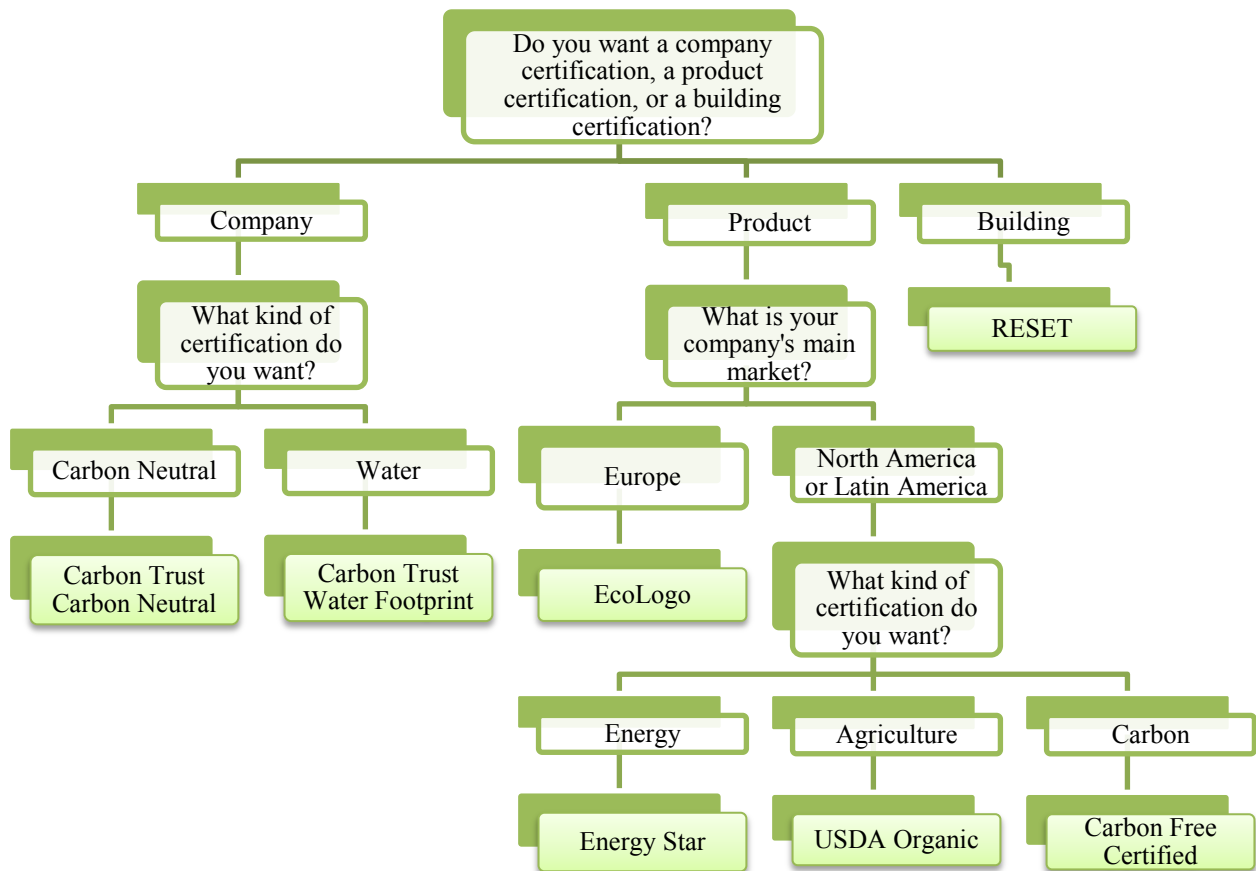 Do you want a company
certification, a product
certification, or a building
certification?
Company
Product
Building
What kind of
certification do
you want?
What is your
company's main
market?
RESET
Carbon Neutral
Water
Europe
North America
or Latin America
Carbon Trust
Carbon Neutral
Carbon Trust
Water Footprint
EcoLogo
What kind of
certification do
you want?
Energy
Agriculture
Carbon
Energy Star
USDA Organic
Carbon Free
Certified